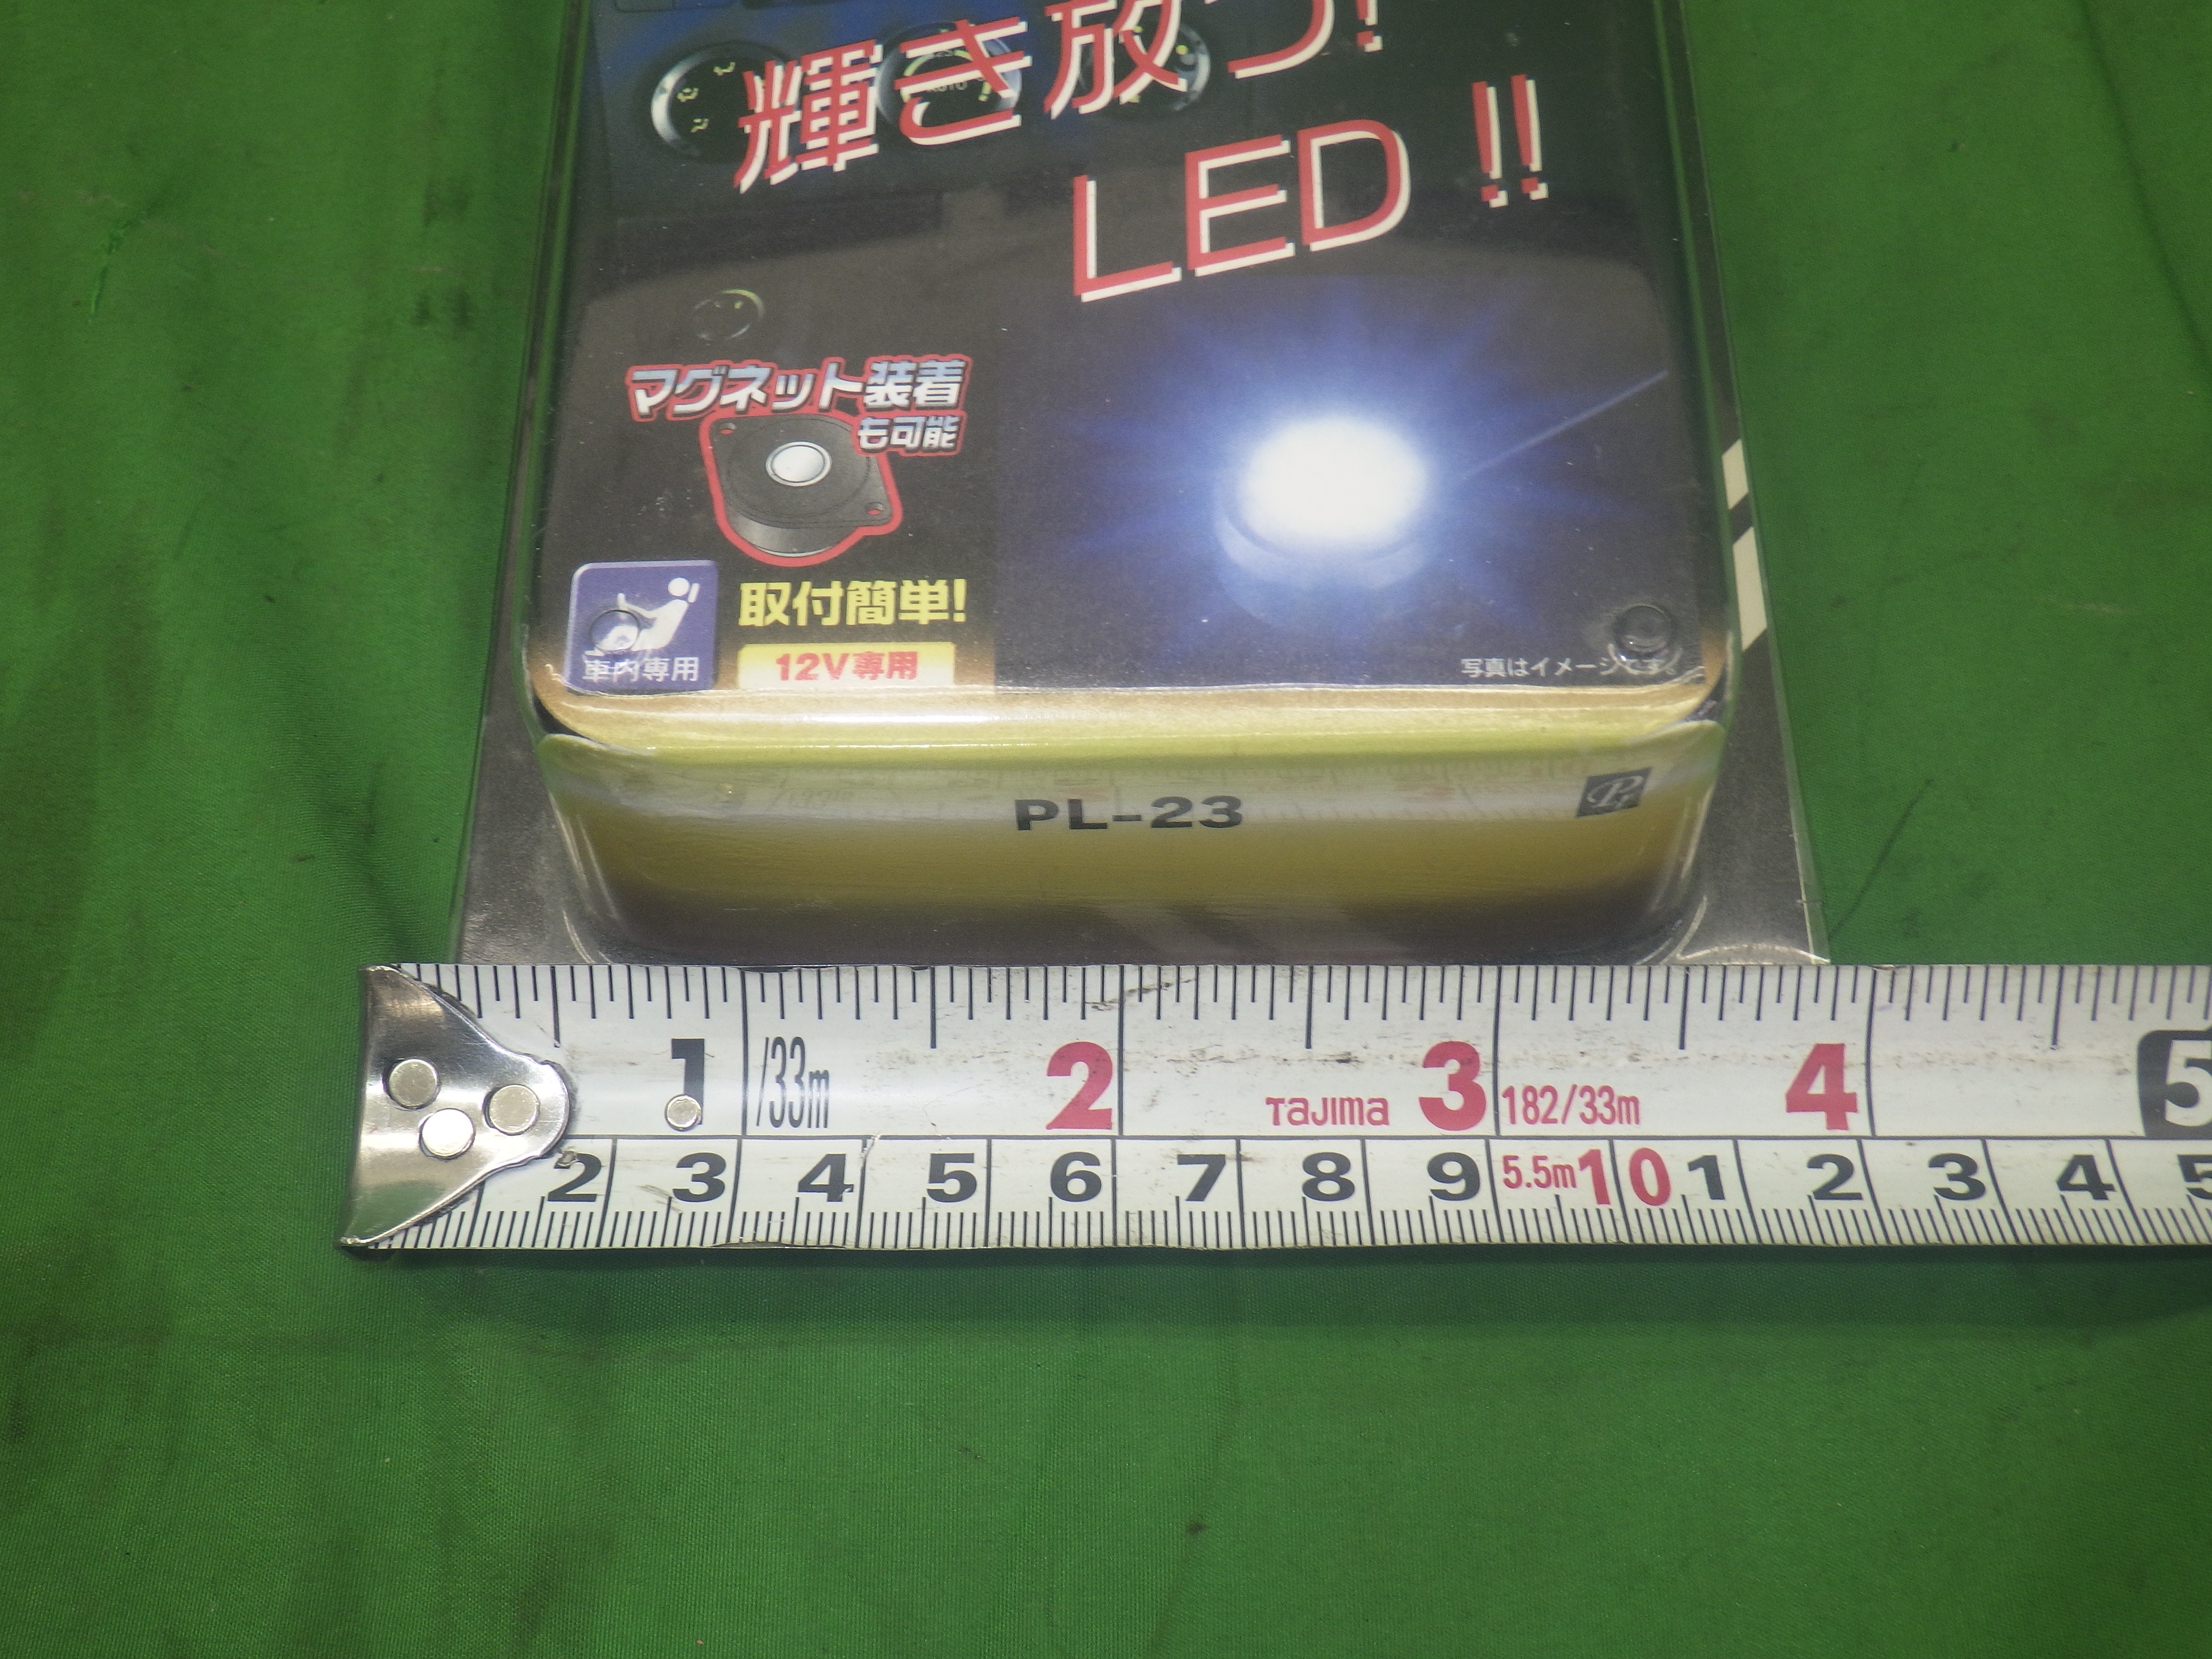 輝き放つ!
LED !!
マグネット装着
も可能
取付簡単!
車内専用
12V専用
写真はイメージです。
PL-23
1 /33m 2 TaJIma 3 182/33m 4 5
2 3 4 5 6 7 8 9 5.5m 10 1 2 3 4 5